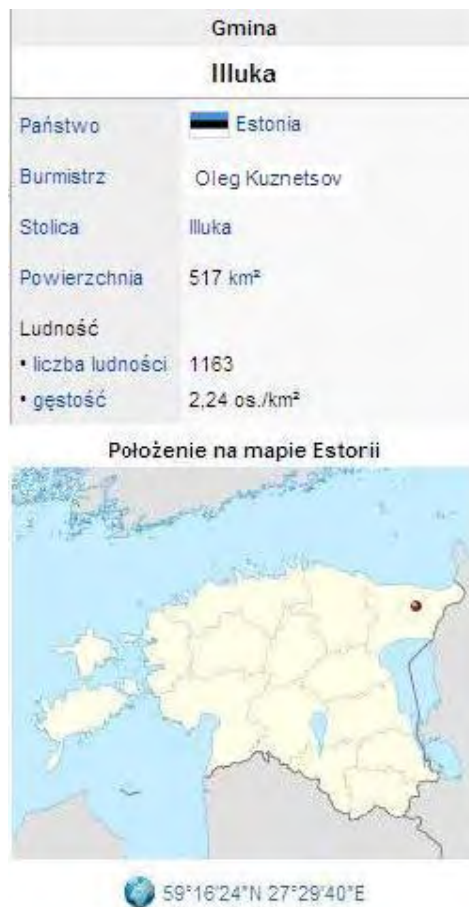 Gmina
Illuka
Państwo Estonia
Burmistrz Oleg Kuznetsov
Stolica Illuka
Powierzchnia 517 km²
Ludność
• liczba ludności 1163
• gęstość 2,24 os./km²
Położenie na mapie Estorii
59°16'24"N 27°29'40"E